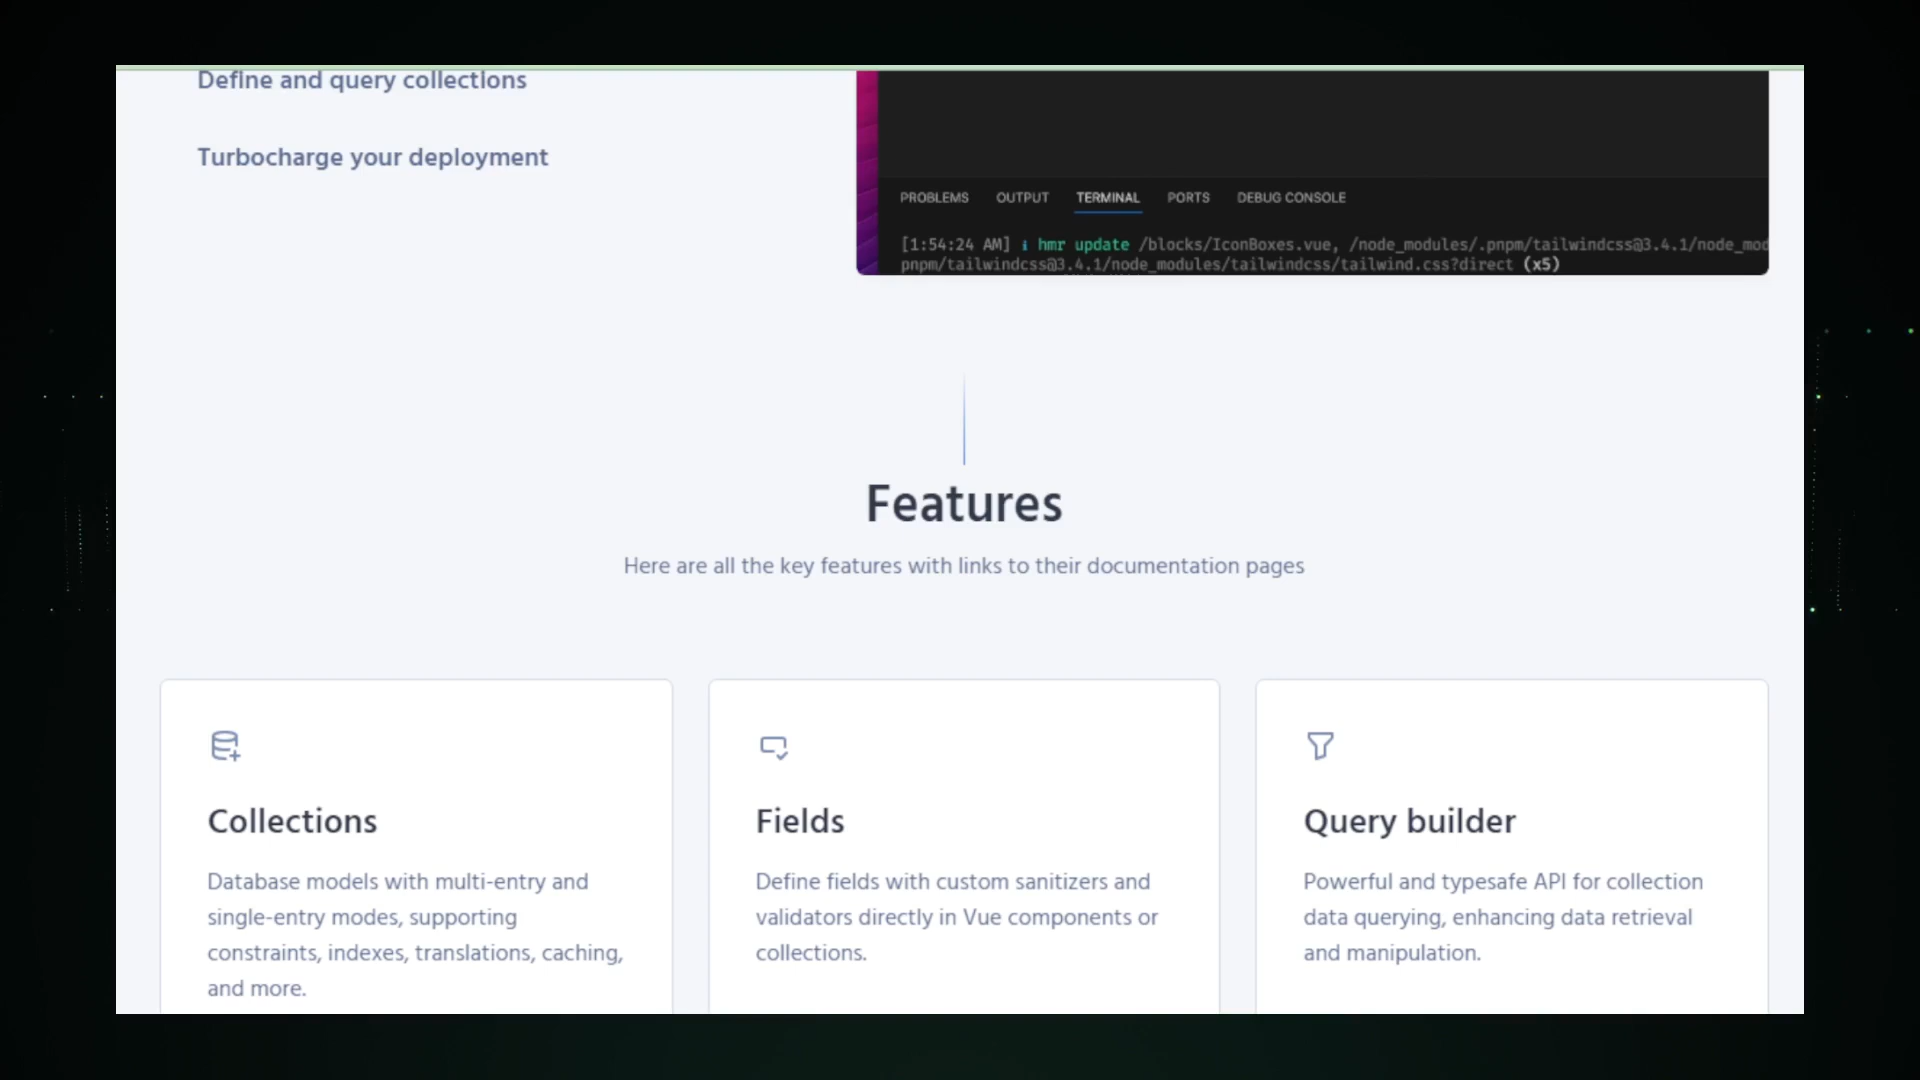 Define and query collections
Turbocharge your deployment
PROBLEMS OUTPUT TERMINAL PORTS DEBUG CONSOLE
[1:54:24 AM] i hmr update /blocks/IconBoxes.vue, /node_modules/.pnpm/tailwindcss@3.4.1/node_mod
pnpm/tailwindcss@3.4.1/node_modules/tailwindcss/tailwind.css?direct (x5)
Features
Here are all the key features with links to their documentation pages
Collections
Database models with multi-entry and
single-entry modes, supporting
constraints, indexes, translations, caching,
and more.
Fields
Define fields with custom sanitizers and
validators directly in Vue components or
collections.
Query builder
Powerful and typesafe API for collection
data querying, enhancing data retrieval
and manipulation.